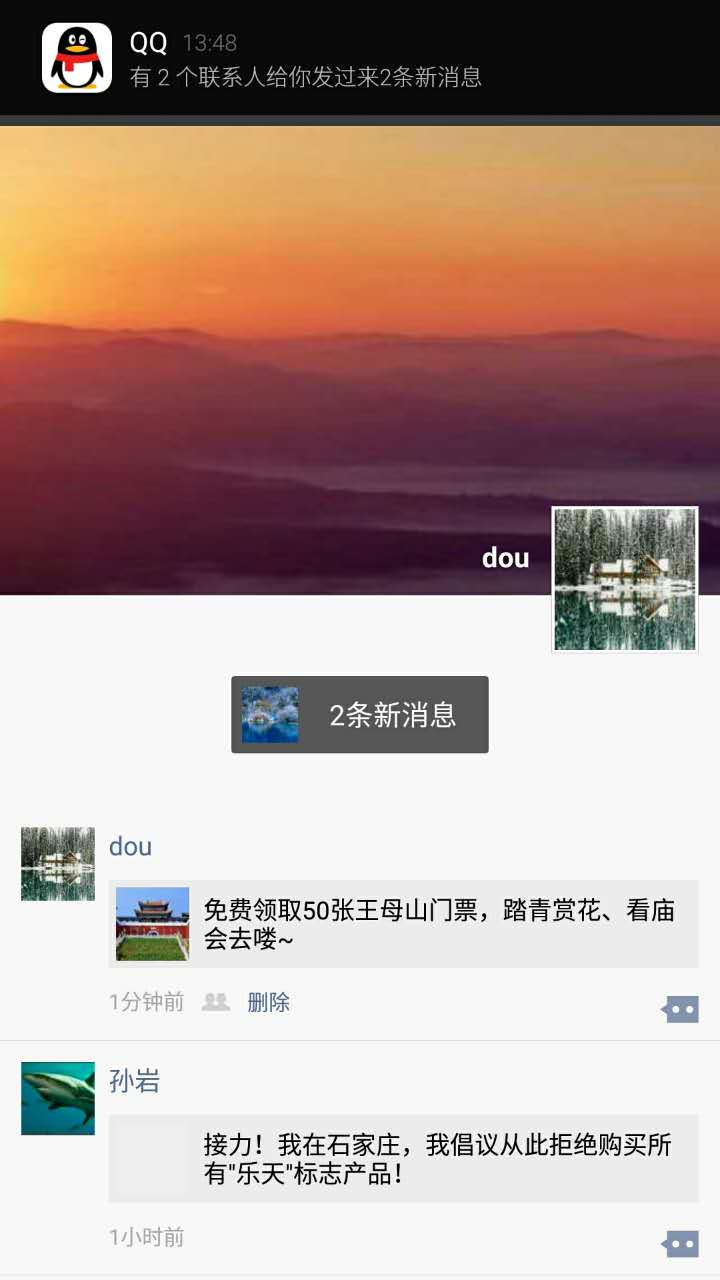 QQ 13:48
有 2 个联系人给你发过来2条新消息
dou
2条新消息
dou
免费领取50张王母山门票，踏青赏花、看庙
会去喽~
1分钟前 删除
孙岩
接力！我在石家庄，我倡议从此拒绝购买所
有"乐天"标志产品！
1小时前